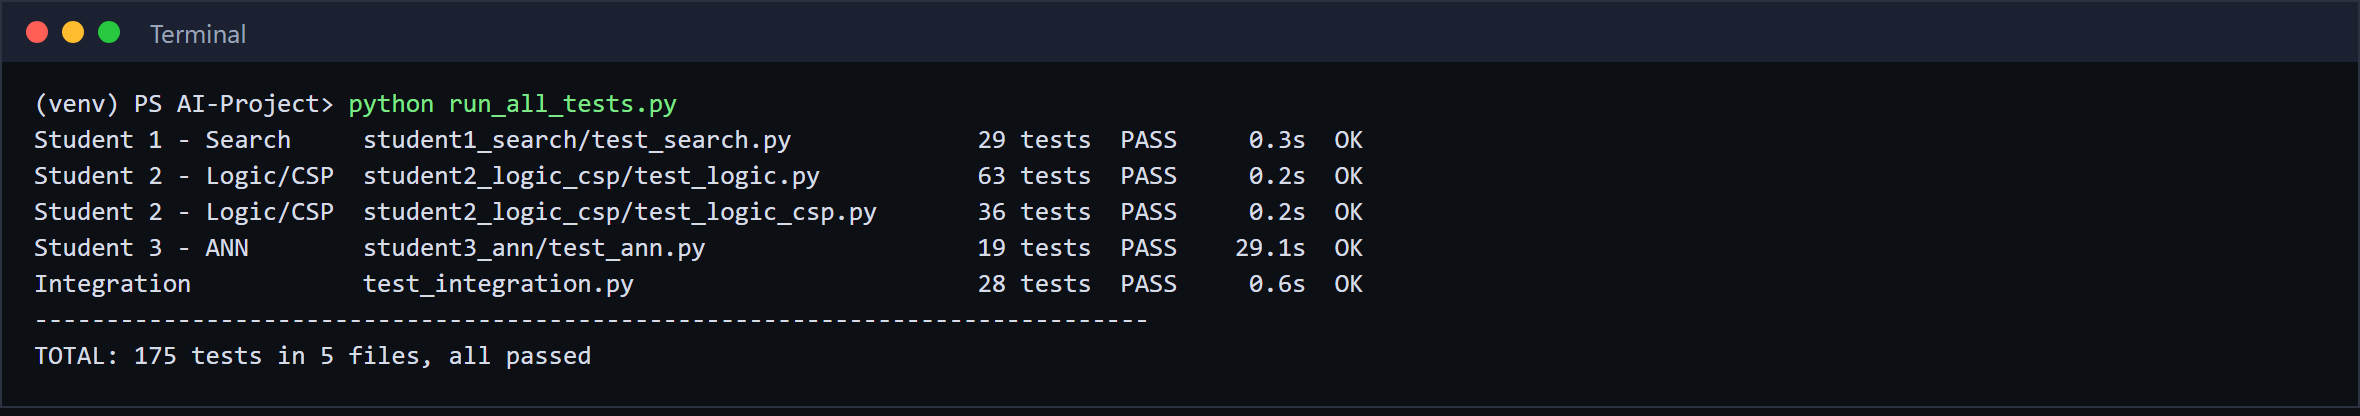 Terminal
(venv) PS AI-Project> python run_all_tests.py
Student 1 - Search     student1_search/test_search.py             29 tests  PASS     0.3s  OK
Student 2 - Logic/CSP  student2_logic_csp/test_logic.py           63 tests  PASS     0.2s  OK
Student 2 - Logic/CSP  student2_logic_csp/test_logic_csp.py       36 tests  PASS     0.2s  OK
Student 3 - ANN        student3_ann/test_ann.py                   19 tests  PASS    29.1s  OK
Integration            test_integration.py                        28 tests  PASS     0.6s  OK
------------------------------------------------------------------------------
TOTAL: 175 tests in 5 files, all passed